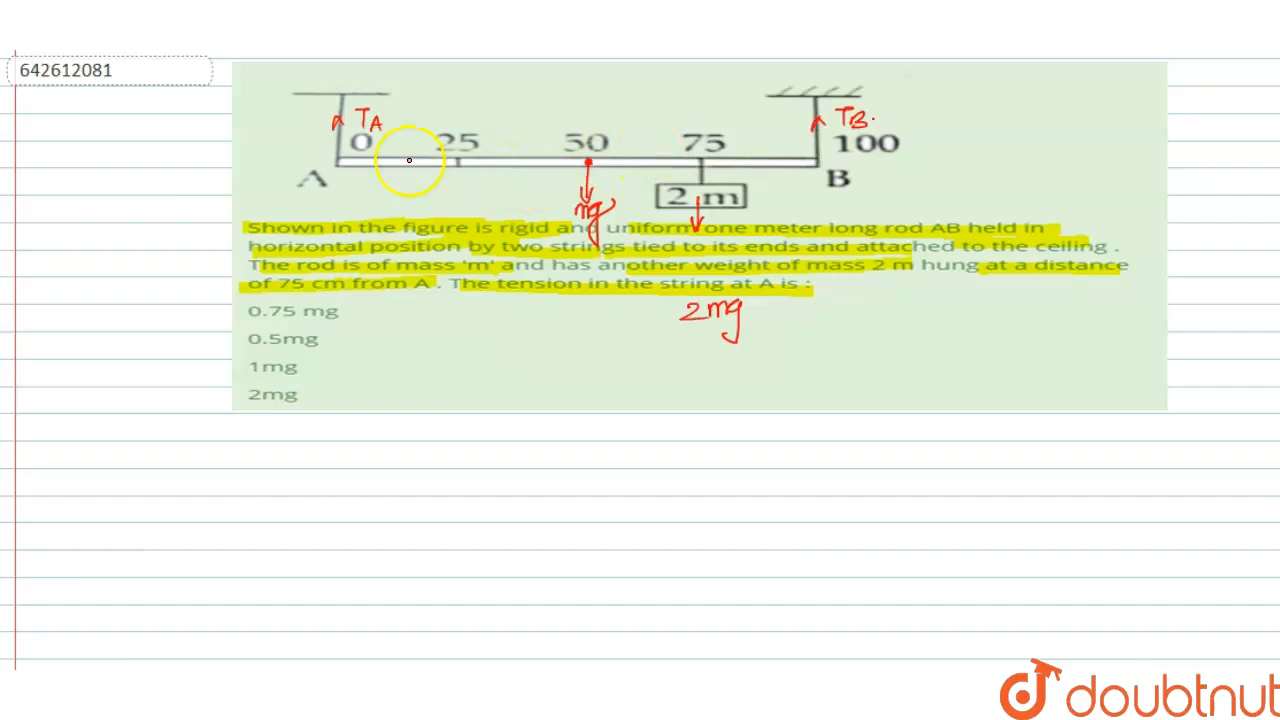 642612081
TA
TB.
0 25 50 75 100
A B
2 m
mg
Shown in the figure is rigid and uniform one meter long rod AB held in
horizontal position by two strings tied to its ends and attached to the ceiling .
The rod is of mass 'm' and has another weight of mass 2 m hung at a distance
of 75 cm from A . The tension in the string at A is :
2mg
0.75 mg
0.5mg
1mg
2mg
doubtnut